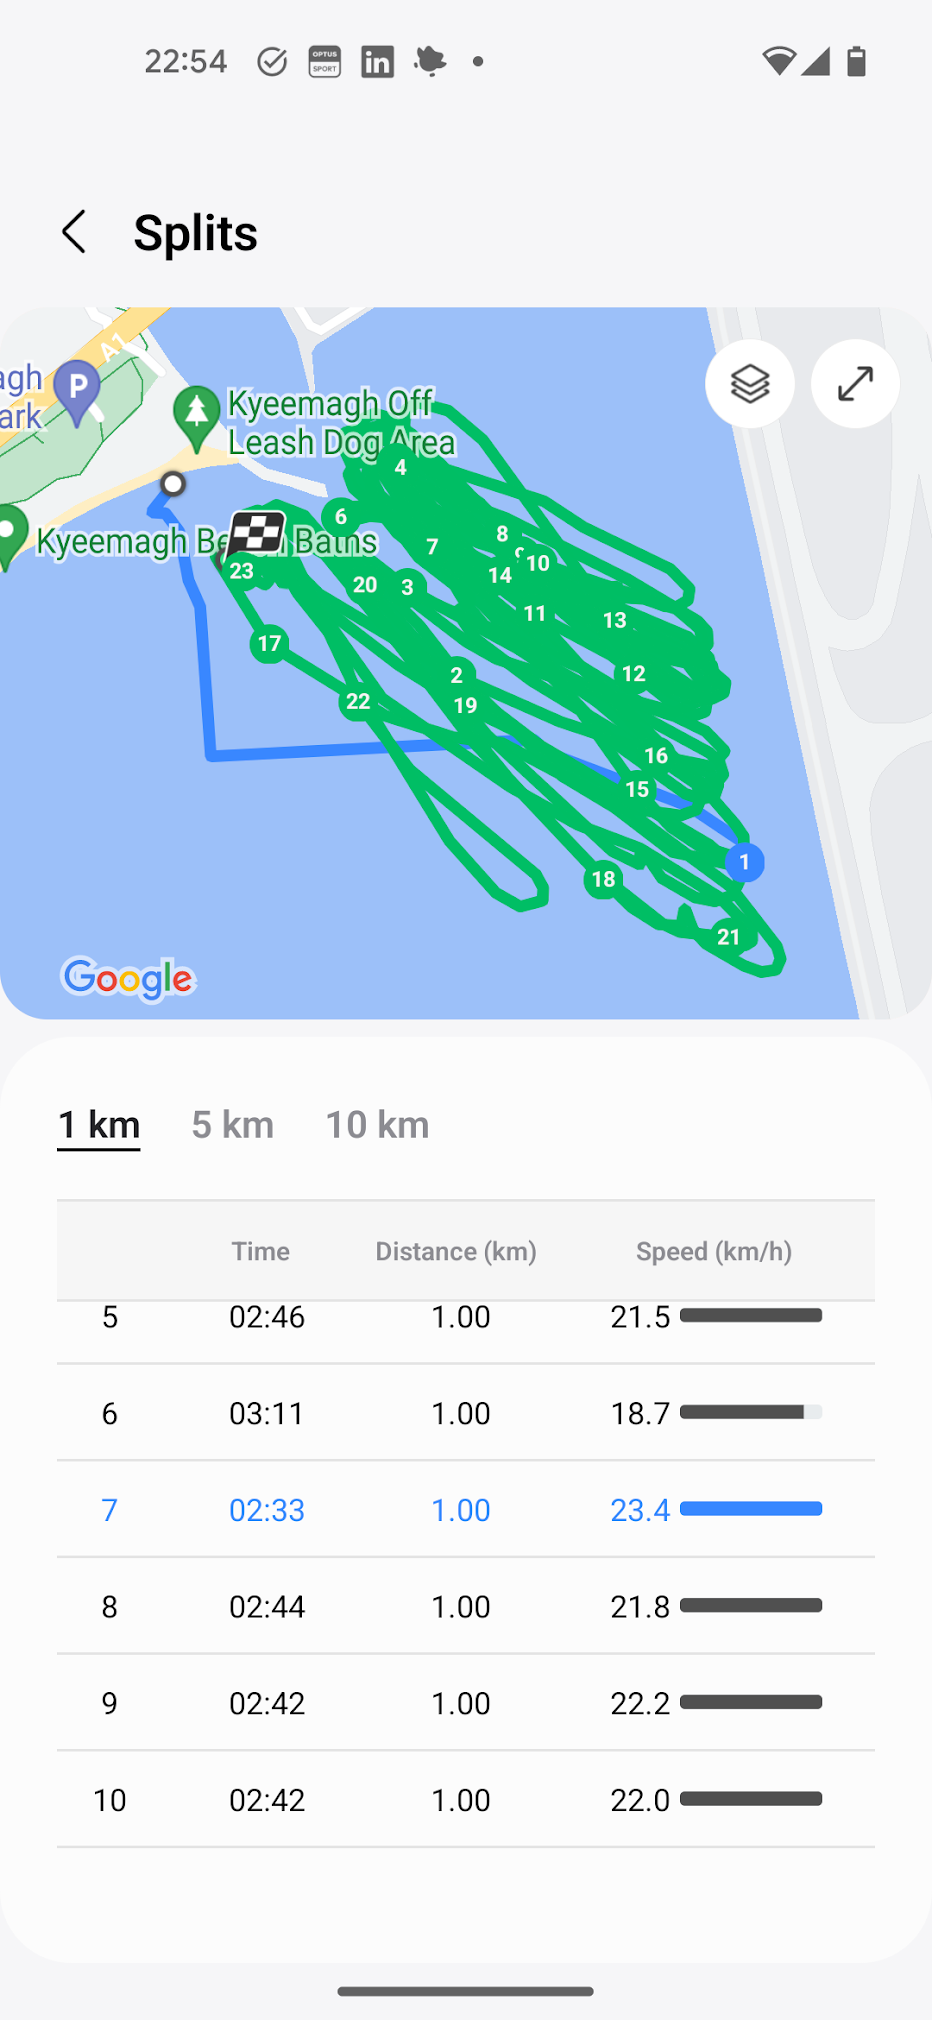 22:54
OPTUS
SPORT
in
Splits
A1
agh
ark
P
Kyeemagh Off
Leash Dog Area
4
6
Kyeemagh Be
Baths
8
7
10
14
23
20
3
11
13
17
2
12
22
19
16
15
1
18
21
Google
1 km 5 km 10 km
Time Distance (km) Speed (km/h)
5 02:46 1.00 21.5
6 03:11 1.00 18.7
7 02:33 1.00 23.4
8 02:44 1.00 21.8
9 02:42 1.00 22.2
10 02:42 1.00 22.0